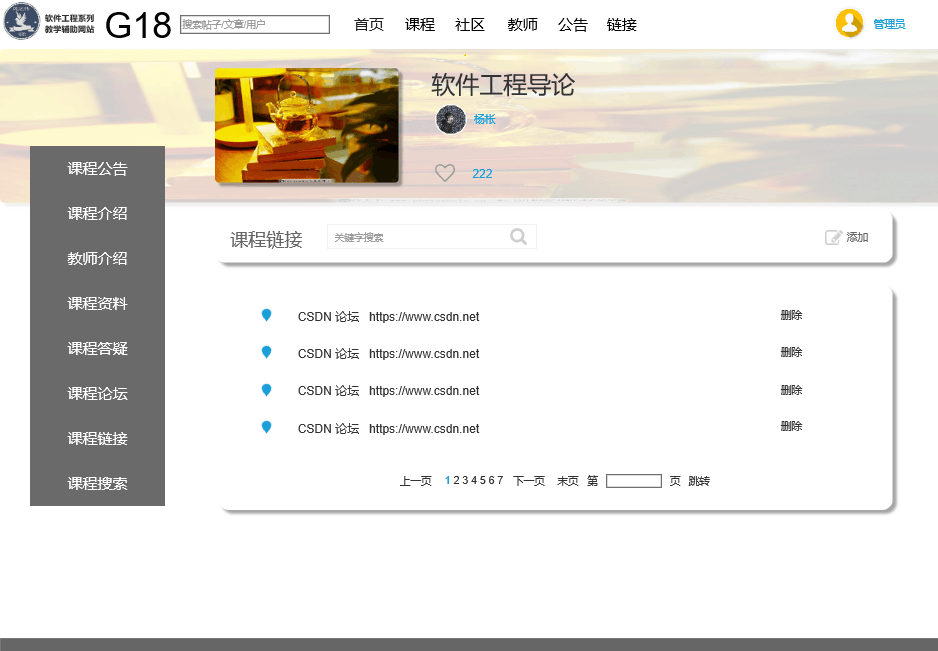 软件工程系列
教学辅助网站
G18
搜索帖子/文章/用户
首页 课程 社区 教师 公告 链接
管理员
软件工程导论
杨枨
222
课程公告
课程介绍
教师介绍
课程资料
课程答疑
课程论坛
课程链接
课程搜索
课程链接
关键字搜索
添加
CSDN 论坛 https://www.csdn.net 删除
CSDN 论坛 https://www.csdn.net 删除
CSDN 论坛 https://www.csdn.net 删除
CSDN 论坛 https://www.csdn.net 删除
上一页 1 2 3 4 5 6 7 下一页 末页 第 页 跳转